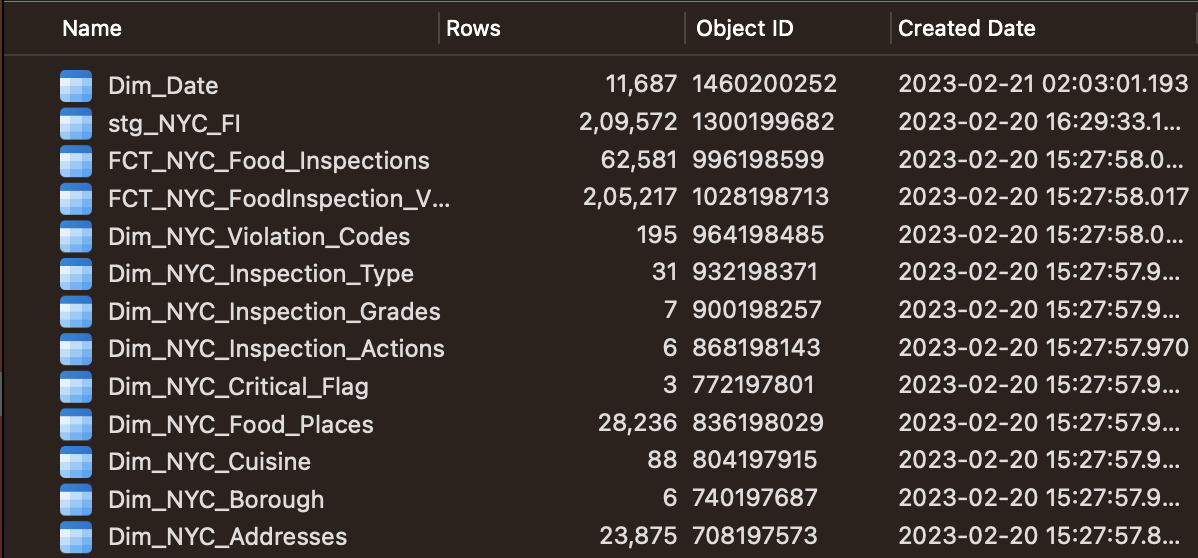 Name Rows Object ID Created Date
Dim_Date 11,687 1460200252 2023-02-21 02:03:01.193
stg_NYC_FI 2,09,572 1300199682 2023-02-20 16:29:33.1...
FCT_NYC_Food_Inspections 62,581 996198599 2023-02-20 15:27:58.0...
FCT_NYC_FoodInspection_V... 2,05,217 1028198713 2023-02-20 15:27:58.017
Dim_NYC_Violation_Codes 195 964198485 2023-02-20 15:27:58.0...
Dim_NYC_Inspection_Type 31 932198371 2023-02-20 15:27:57.9...
Dim_NYC_Inspection_Grades 7 900198257 2023-02-20 15:27:57.9...
Dim_NYC_Inspection_Actions 6 868198143 2023-02-20 15:27:57.970
Dim_NYC_Critical_Flag 3 772197801 2023-02-20 15:27:57.9...
Dim_NYC_Food_Places 28,236 836198029 2023-02-20 15:27:57.9...
Dim_NYC_Cuisine 88 804197915 2023-02-20 15:27:57.9...
Dim_NYC_Borough 6 740197687 2023-02-20 15:27:57.9...
Dim_NYC_Addresses 23,875 708197573 2023-02-20 15:27:57.8...